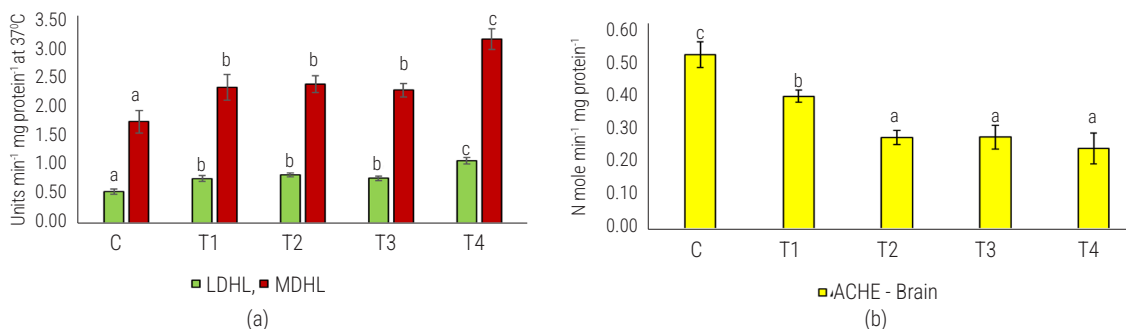 Units min⁻¹ mg protein⁻¹ at 37⁰C
3.50
3.00
2.50
2.00
1.50
1.00
0.50
0.00
a
a
b
b
b
b
b
b
c
c
C
T1
T2
T3
T4
LDHL, MDHL
(a)
N mole min⁻¹ mg protein⁻¹
0.60
0.50
0.40
0.30
0.20
0.10
0.00
c
b
a
a
a
C
T1
T2
T3
T4
ACHE - Brain
(b)